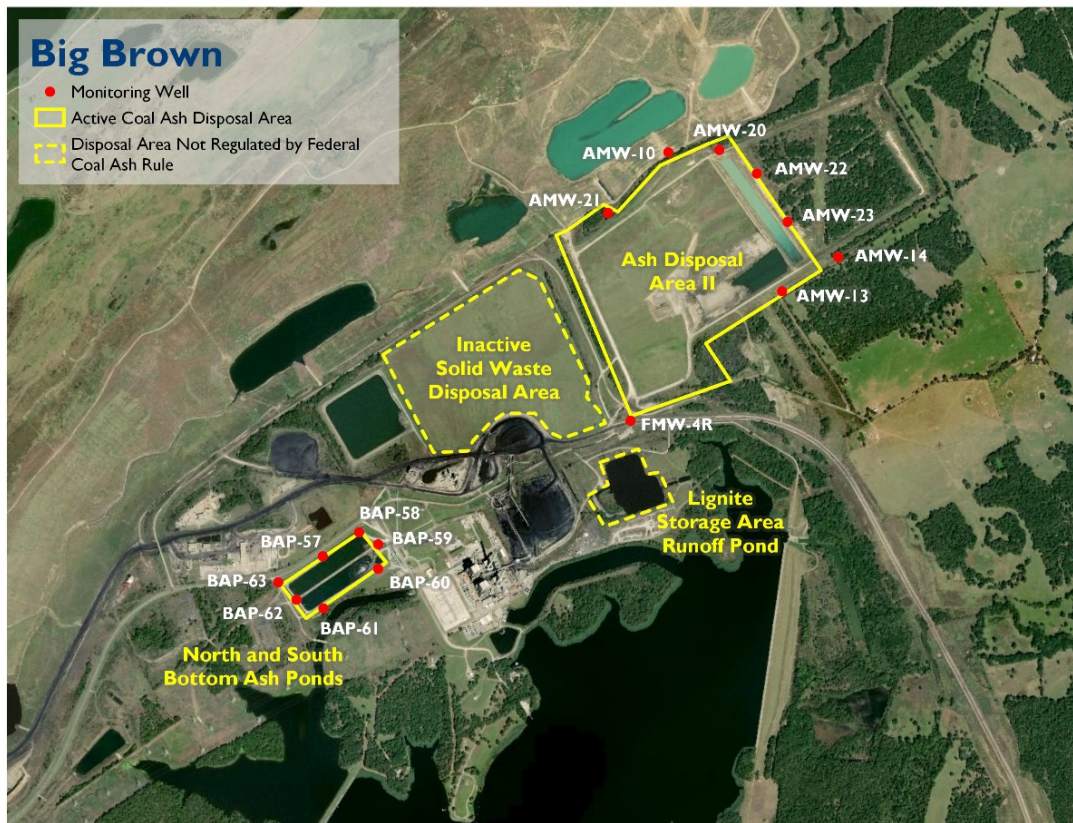 Big Brown
Monitoring Well
Active Coal Ash Disposal Area
Disposal Area Not Regulated by Federal
Coal Ash Rule
AMW-20
AMW-10
AMW-22
AMW-21
AMW-23
AMW-14
Ash Disposal
Area II
AMW-13
Inactive
Solid Waste
Disposal Area
FMW-4R
Lignite
Storage Area
Runoff Pond
BAP-58
BAP-57
BAP-59
BAP-63
BAP-60
BAP-62
BAP-61
North and South
Bottom Ash Ponds